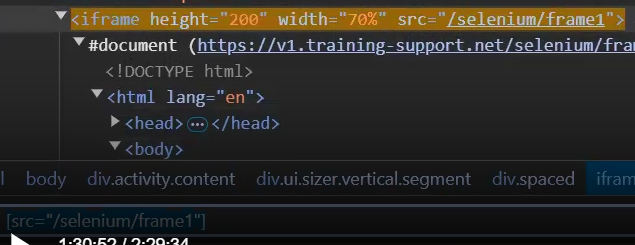 <iframe height="200" width="70%" src="/selenium/frame1">
#document (https://v1.training-support.net/selenium/fra
<!DOCTYPE html>
<html lang="en">
<head> ... </head>
<body>
l body div.activity.content div.ui.sizer.vertical.segment div.spaced ifram
[src="/selenium/frame1"]
1:30:52 / 2:29:34